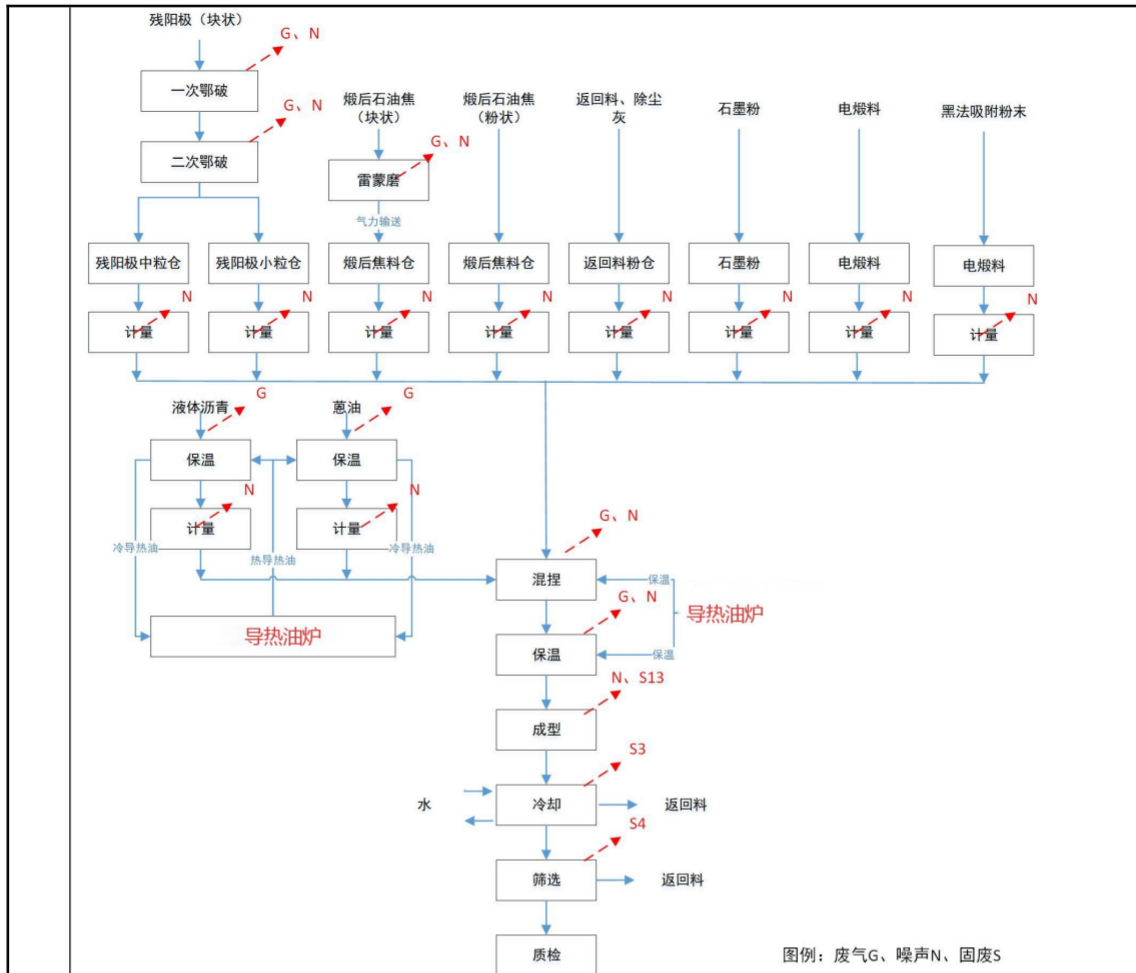 残阳极（块状）
G、N
一次鄂破
G、N
二次鄂破
煅后石油焦
（块状）
煅后石油焦
（粉状）
返回料、除尘
灰
石墨粉
电煅料
黑法吸附粉末
G、N
雷蒙磨
气力输送
残阳极中粒仓
残阳极小粒仓
煅后焦料仓
煅后焦料仓
返回料粉仓
石墨粉
电煅料
电煅料
N
N
N
N
N
N
N
N
计量
计量
计量
计量
计量
计量
计量
计量
液体沥青
G
蒽油
G
保温
保温
N
N
计量
计量
冷导热油
热导热油
冷导热油
导热油炉
G、N
混捏
保温
G、N
导热油炉
保温
保温
N、S13
成型
S3
水
冷却
返回料
S4
筛选
返回料
质检
图例：废气G、噪声N、固废S